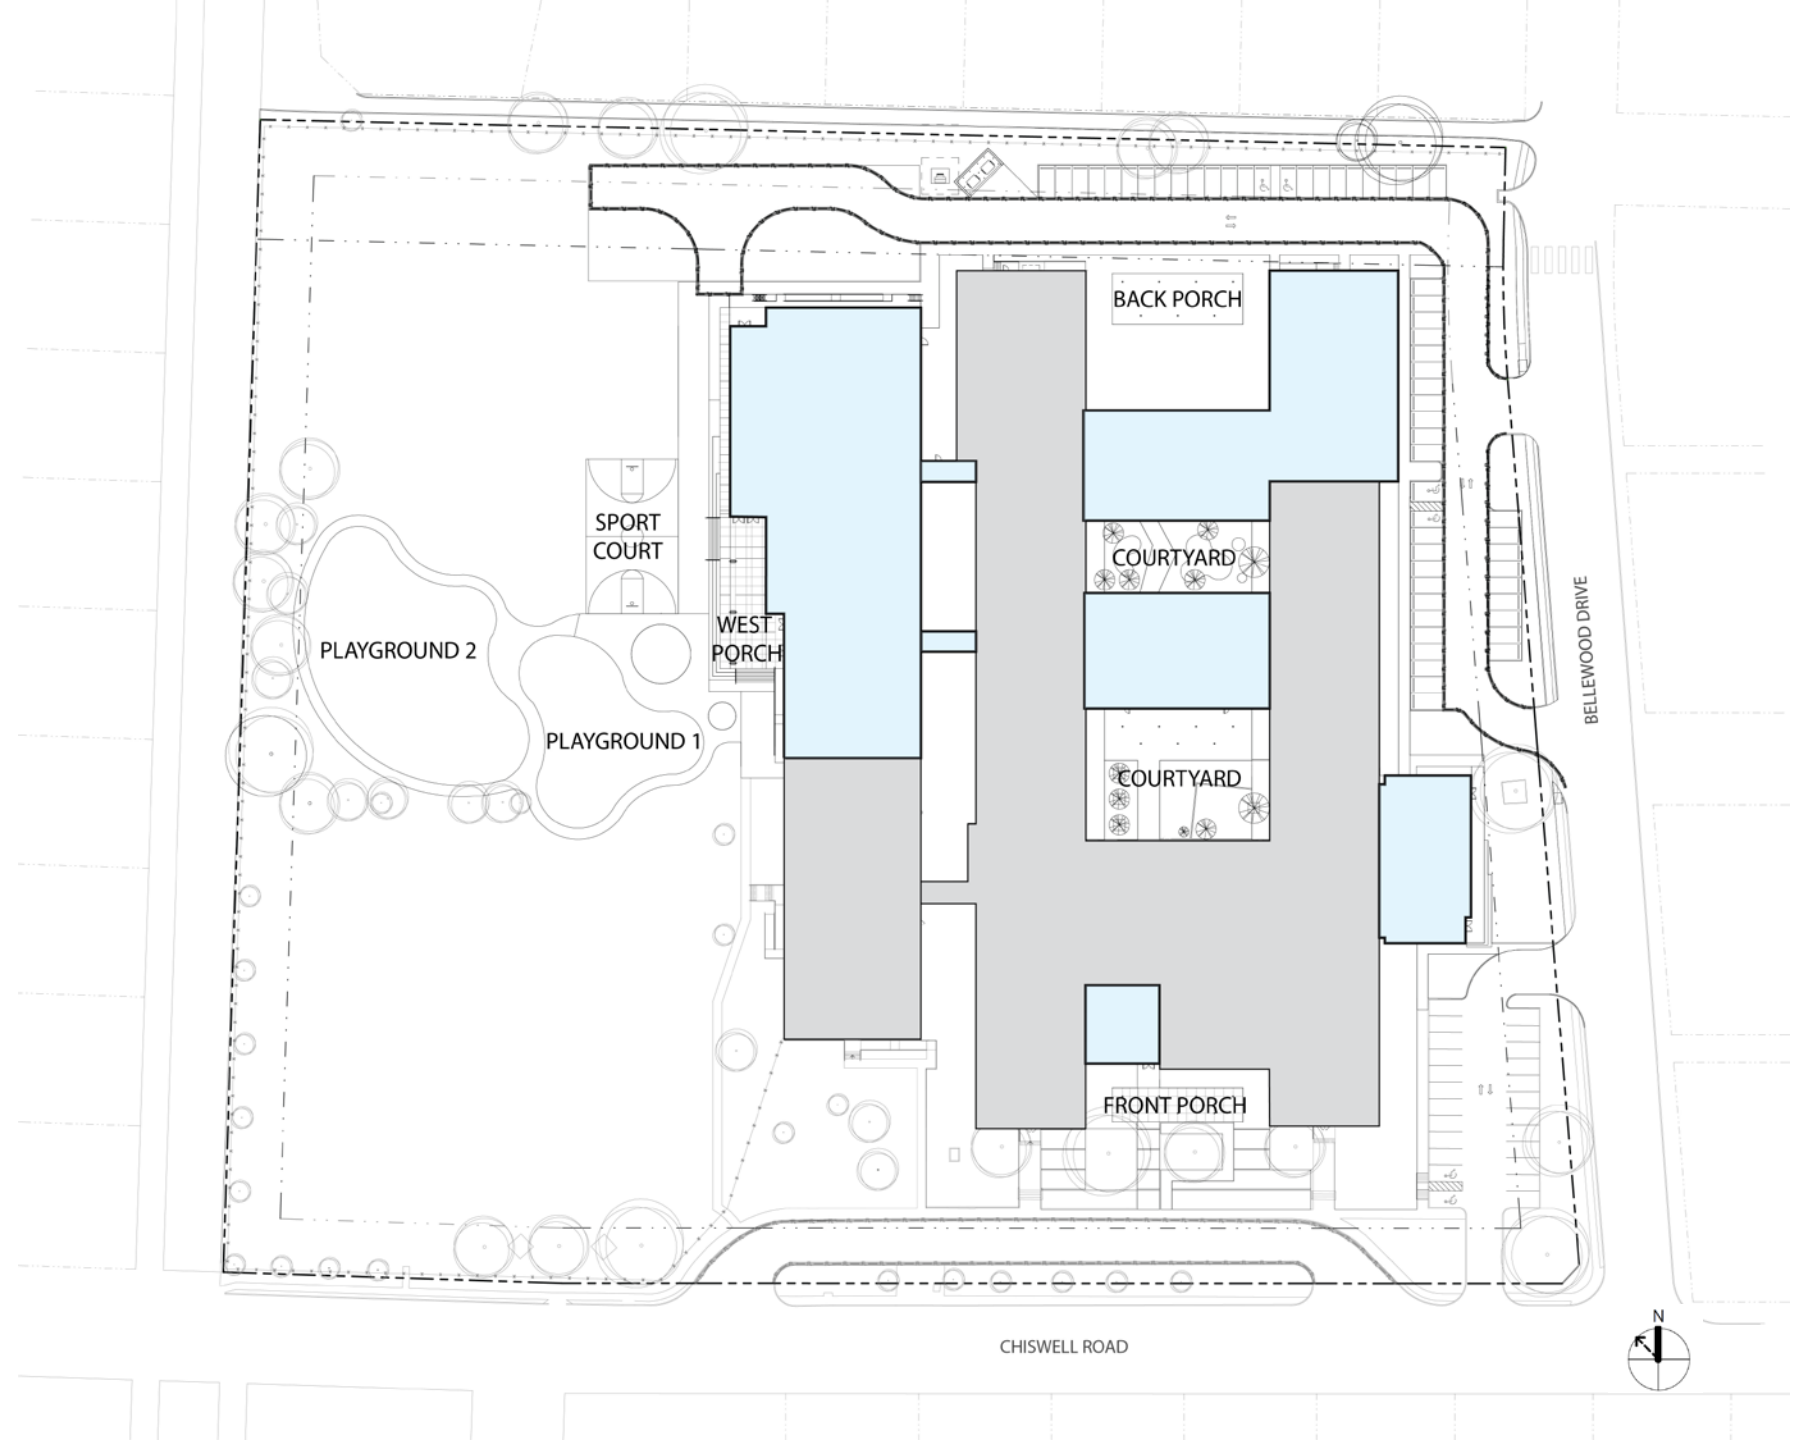 BACK PORCH
SPORT
COURT
COURTYARD
WEST
PORCH
PLAYGROUND 2
PLAYGROUND 1
COURTYARD
BELLEWOOD DRIVE
FRONT PORCH
CHISWELL ROAD
N